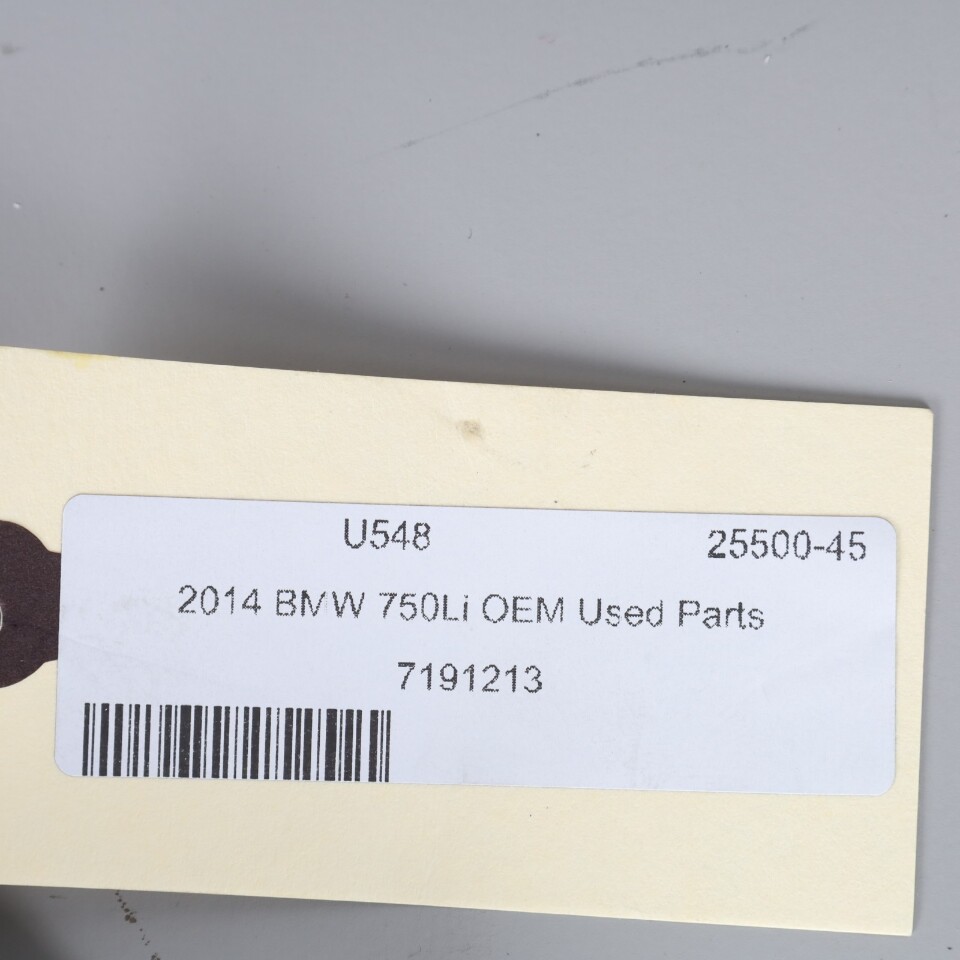 U548 25500-45
2014 BMW 750Li OEM Used Parts
7191213